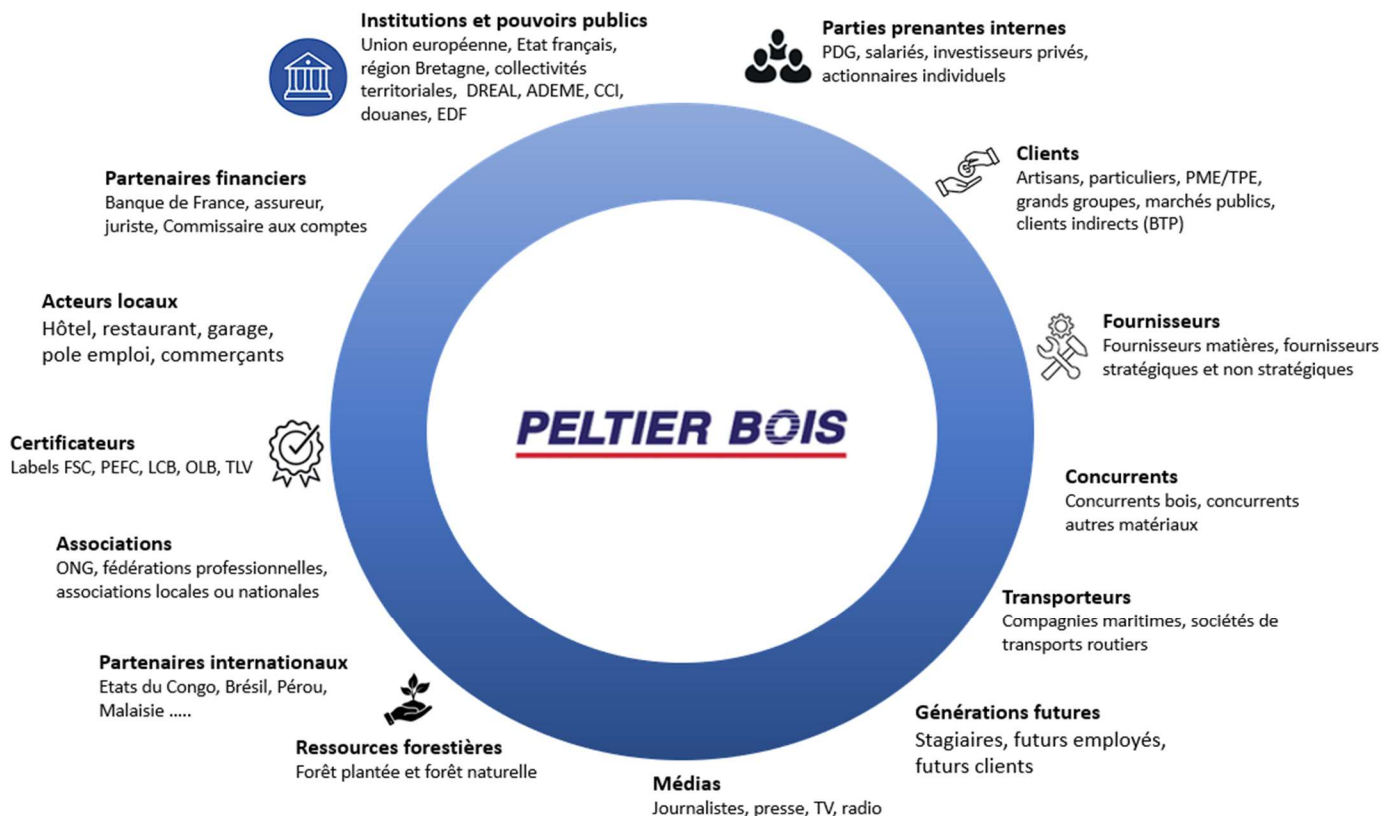 Institutions et pouvoirs publics
Union européenne, Etat français,
région Bretagne, collectivités
territoriales, DREAL, ADEME, CCI,
douanes, EDF
Parties prenantes internes
PDG, salariés, investisseurs privés,
actionnaires individuels
Partenaires financiers
Banque de France, assureur,
juriste, Commissaire aux comptes
Clients
Artisans, particuliers, PME/TPE,
grands groupes, marchés publics,
clients indirects (BTP)
Acteurs locaux
Hôtel, restaurant, garage,
pole emploi, commerçants
Fournisseurs
Fournisseurs matières, fournisseurs
stratégiques et non stratégiques
PELTIER BOIS
Certificateurs
Labels FSC, PEFC, LCB, OLB, TLV
Concurrents
Concurrents bois, concurrents
autres matériaux
Associations
ONG, fédérations professionnelles,
associations locales ou nationales
Transporteurs
Compagnies maritimes, sociétés de
transports routiers
Partenaires internationaux
Etats du Congo, Brésil, Pérou,
Malaisie .....
Générations futures
Stagiaires, futurs employés,
futurs clients
Ressources forestières
Forêt plantée et forêt naturelle
Médias
Journalistes, presse, TV, radio